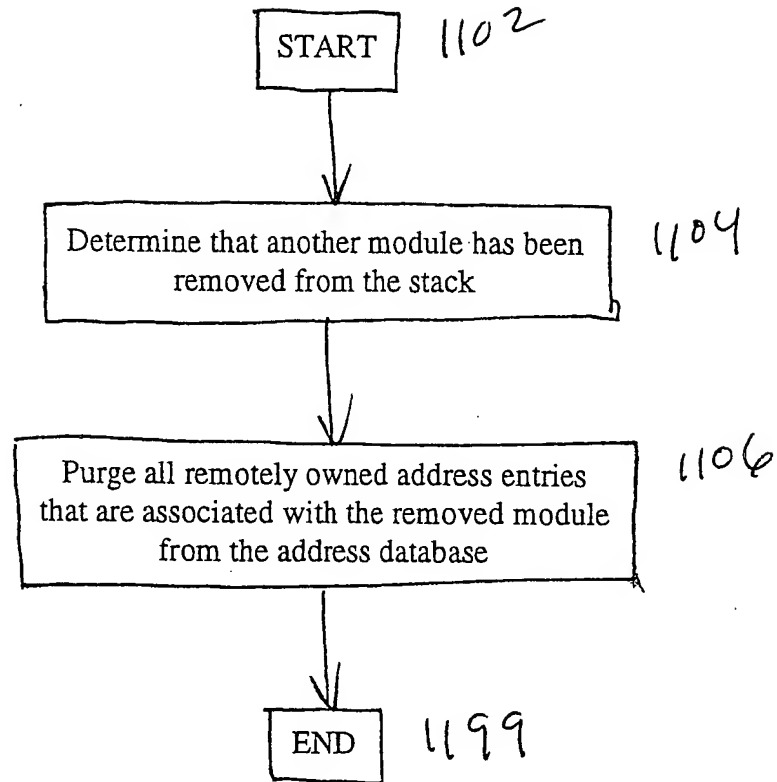 START 1102
Determine that another module has been
removed from the stack
1104
Purge all remotely owned address entries
that are associated with the removed module
from the address database
1106
END 1199